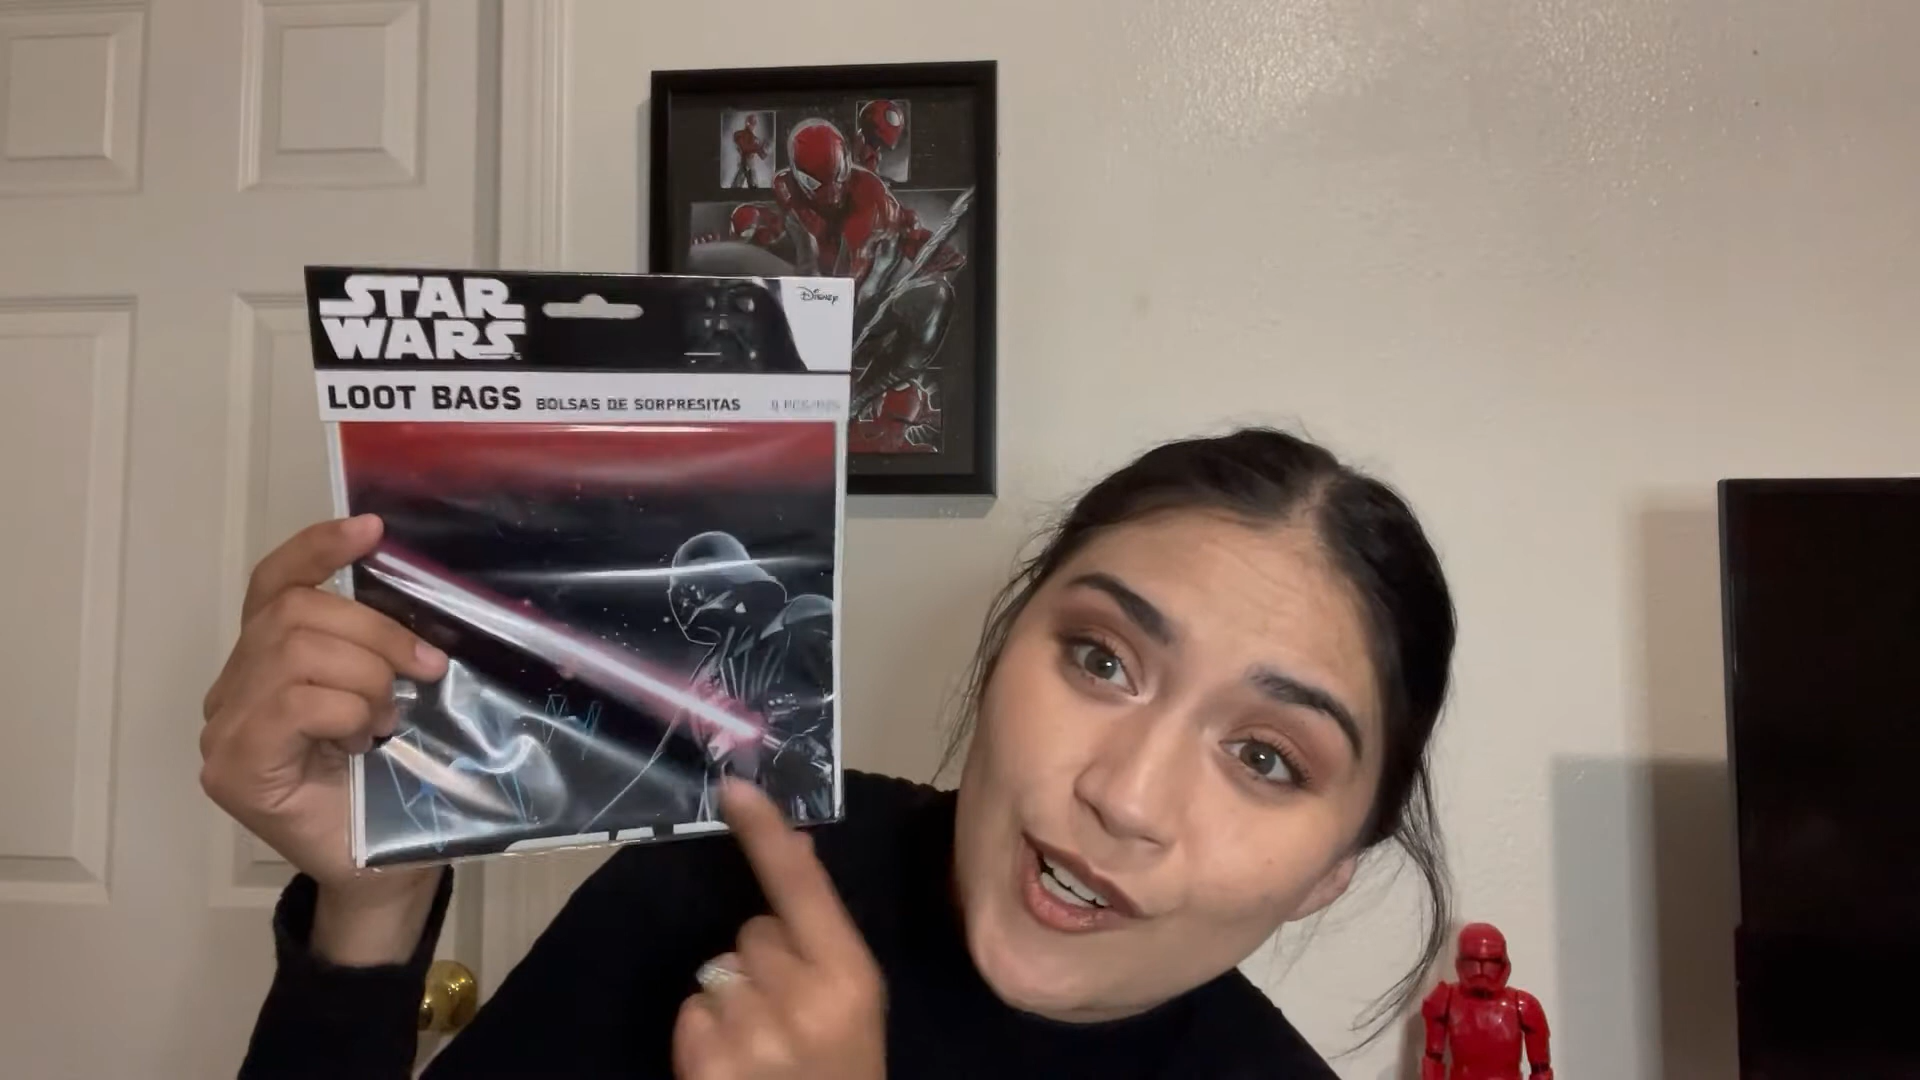 STAR
WARS
Disney
LOOT BAGS BOLSAS DE SORPRESITAS